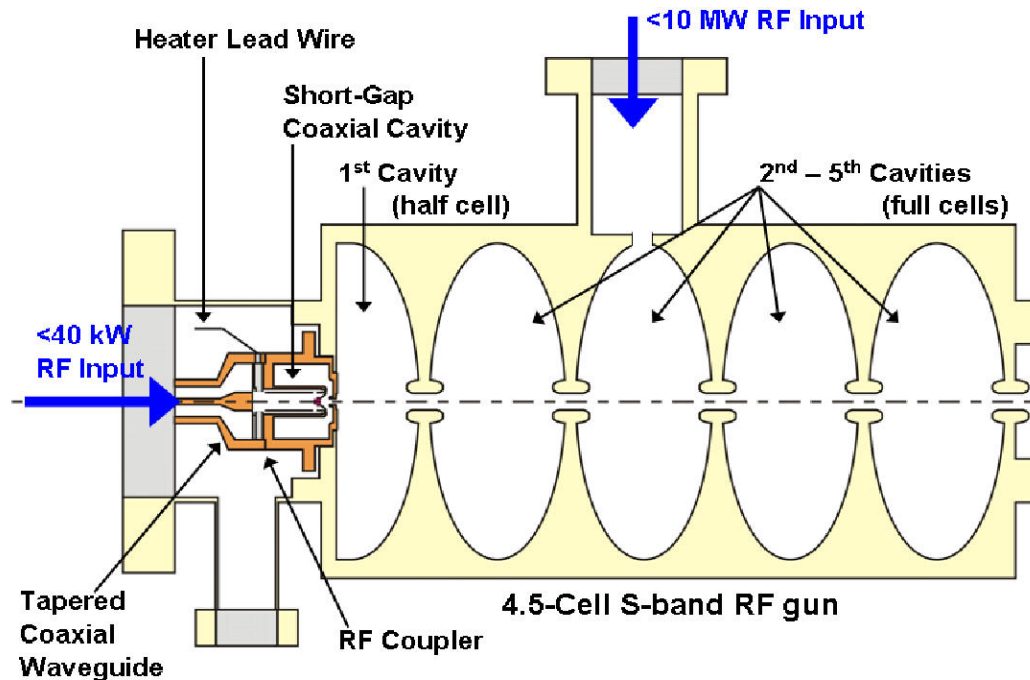 <10 MW RF Input
Heater Lead Wire
Short-Gap
Coaxial Cavity
1st Cavity
(half cell)
2nd – 5th Cavities
(full cells)
<40 kW
RF Input
Tapered
Coaxial
Waveguide
RF Coupler
4.5-Cell S-band RF gun